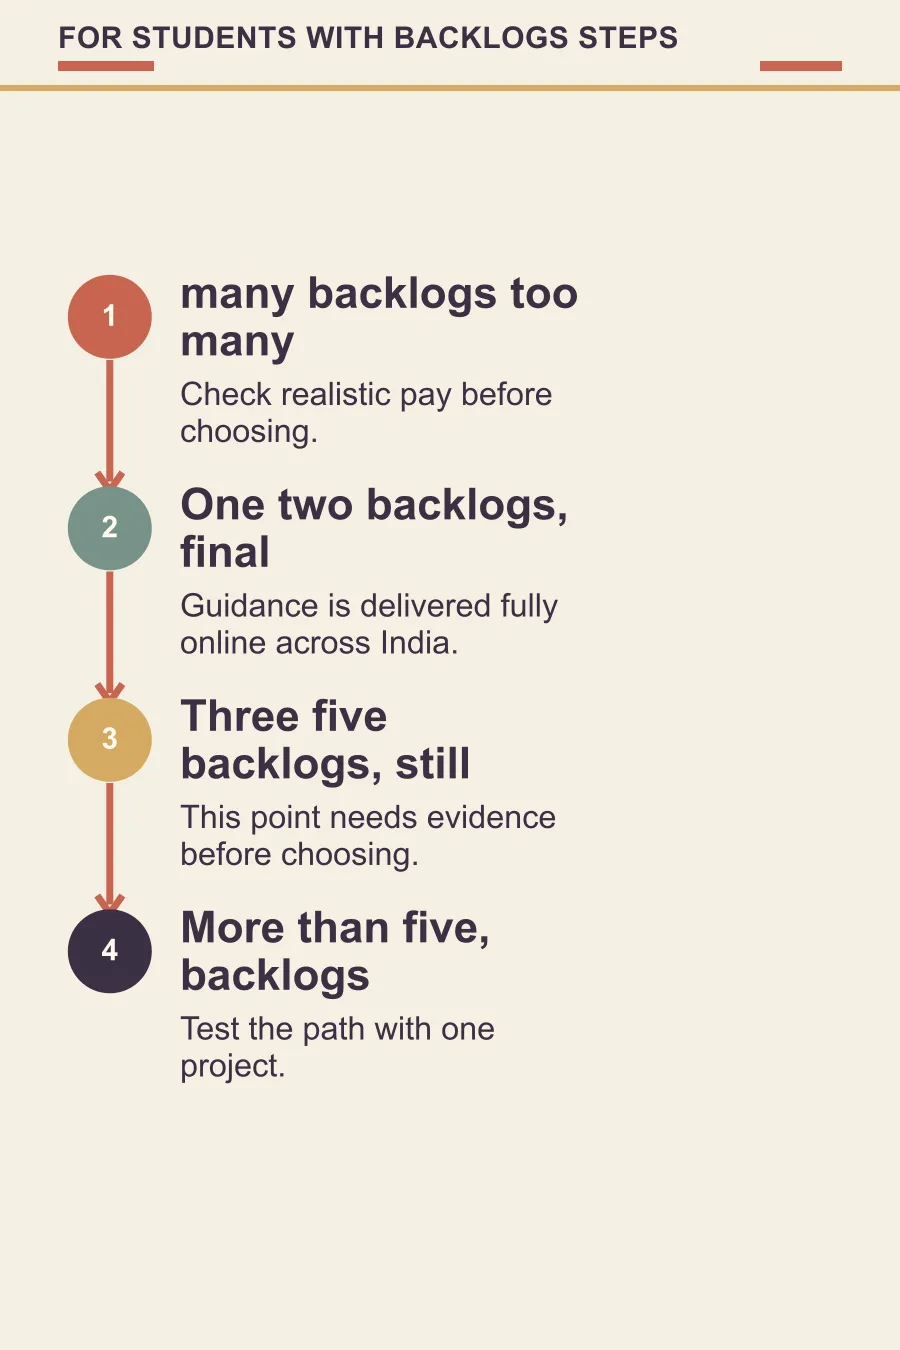 FOR STUDENTS WITH BACKLOGS STEPS
1
many backlogs too
many
Check realistic pay before
choosing.
2
One two backlogs,
final
Guidance is delivered fully
online across India.
3
Three five
backlogs, still
This point needs evidence
before choosing.
4
More than five,
backlogs
Test the path with one
project.